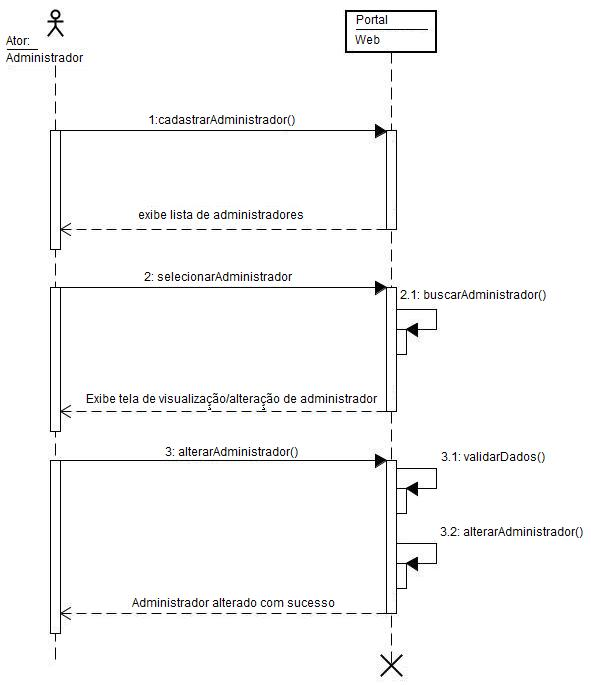 Ator:
Administrador
Portal
Web
1:cadastrarAdministrador()
exibe lista de administradores
2: selecionarAdministrador
2.1: buscarAdministrador()
Exibe tela de visualização/alteração de administrador
3: alterarAdministrador()
3.1: validarDados()
3.2: alterarAdministrador()
Administrador alterado com sucesso